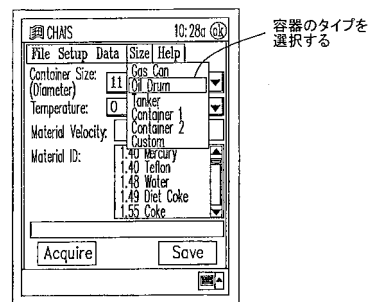 CHAIS 10:28a ok
File Setup Data Size Help
Container Size:
(Diameter)
11
Gas Can
Oil Drum
Tanker
Container 1
Container 2
Custom
Temperature: 0
Material Velocity:
Material ID:
1.40 Mercury
1.40 Teflon
1.48 Water
1.49 Diet Coke
1.55 Coke
Acquire Save
容器のタイプを
選択する